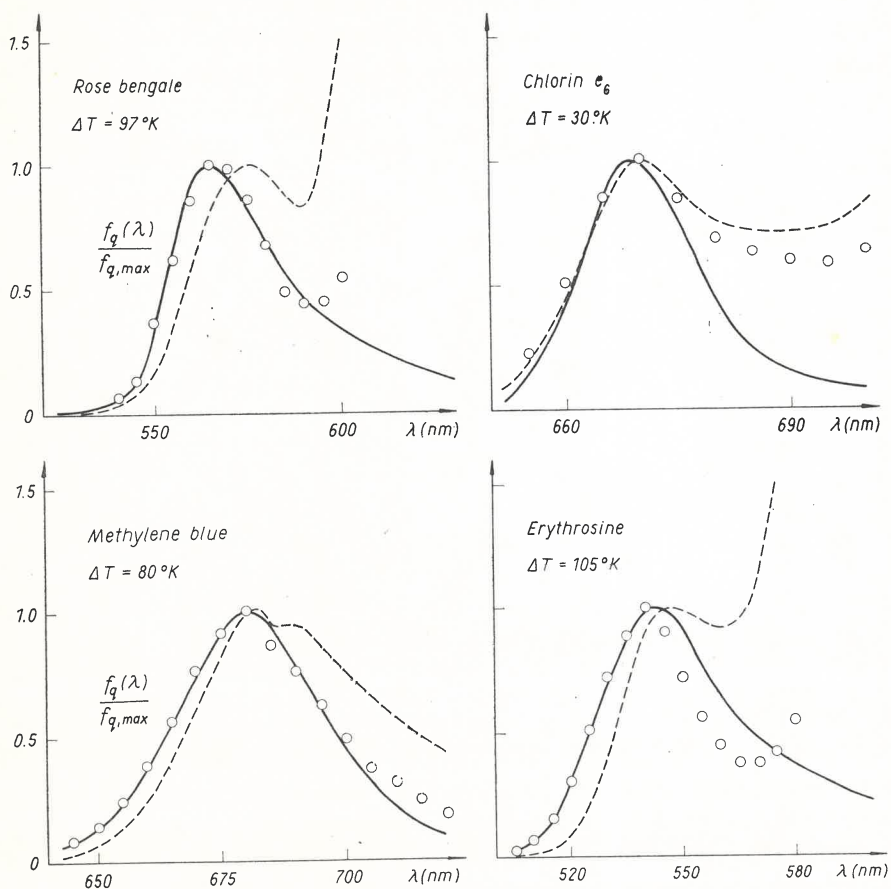 1.5
1.0
0.5
0
Rose bengale
ΔT = 97 °K
f_q(λ)
f_q,max
550
600
λ(nm)
Chlorin e₆
ΔT = 30 °K
660
690
λ(nm)
1.5
1.0
0.5
0
Methylene blue
ΔT = 80 °K
f_q(λ)
f_q,max
650
675
700
λ(nm)
Erythrosine
ΔT = 105 °K
520
550
580
λ(nm)